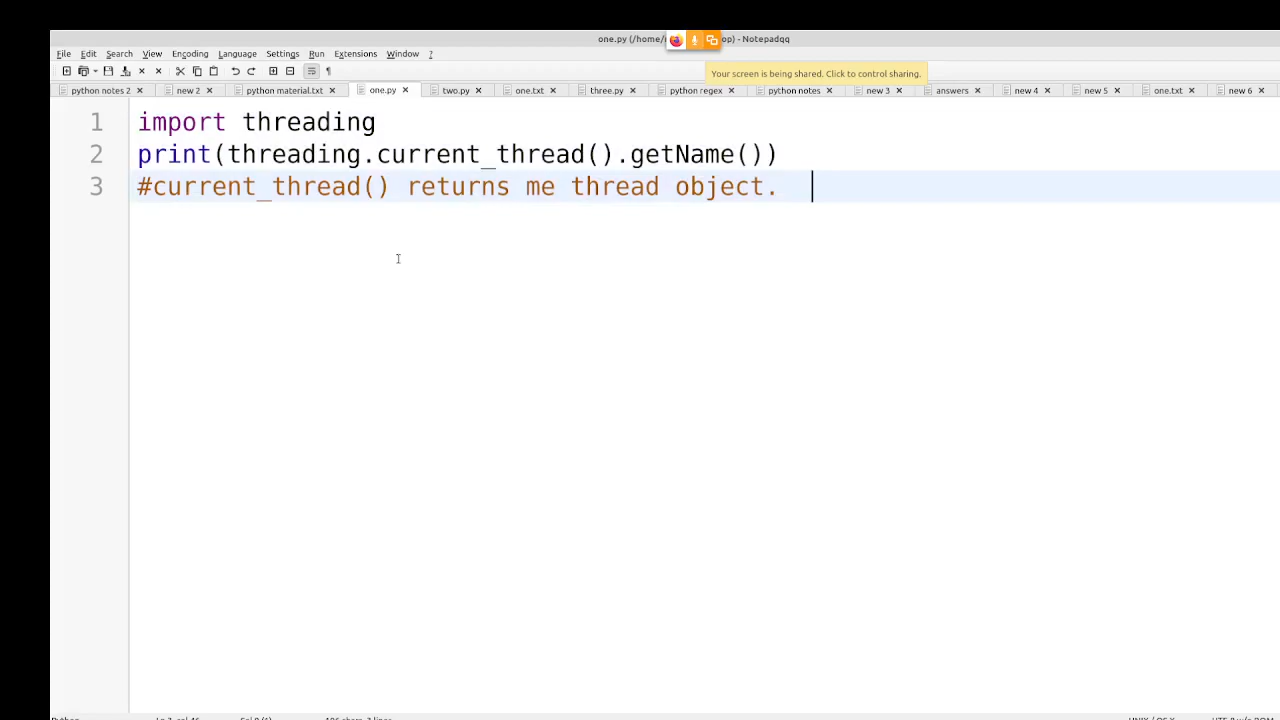 one.py (/home/ op) - Notepadqq
File Edit Search View Encoding Language Settings Run Extensions Window ?
Your screen is being shared. Click to control sharing.
python notes 2 new 2 python material.txt one.py two.py one.txt three.py python regex python notes new 3 answers new 4 new 5 one.txt new 6
1 import threading
2 print(threading.current_thread().getName())
3 #current_thread() returns me thread object.